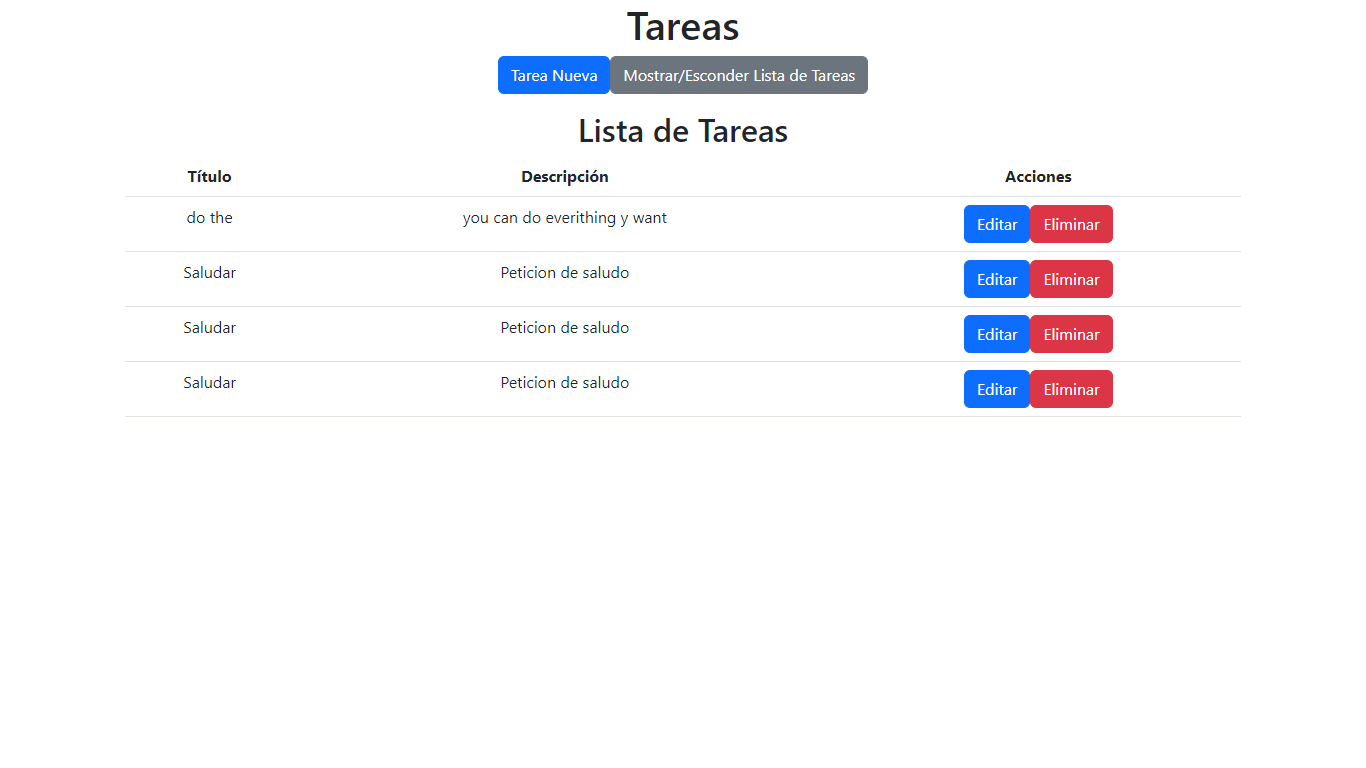 Tareas
Tarea Nueva Mostrar/Esconder Lista de Tareas
Lista de Tareas
Título Descripción Acciones
do the you can do everithing y want Editar Eliminar
Saludar Peticion de saludo Editar Eliminar
Saludar Peticion de saludo Editar Eliminar
Saludar Peticion de saludo Editar Eliminar